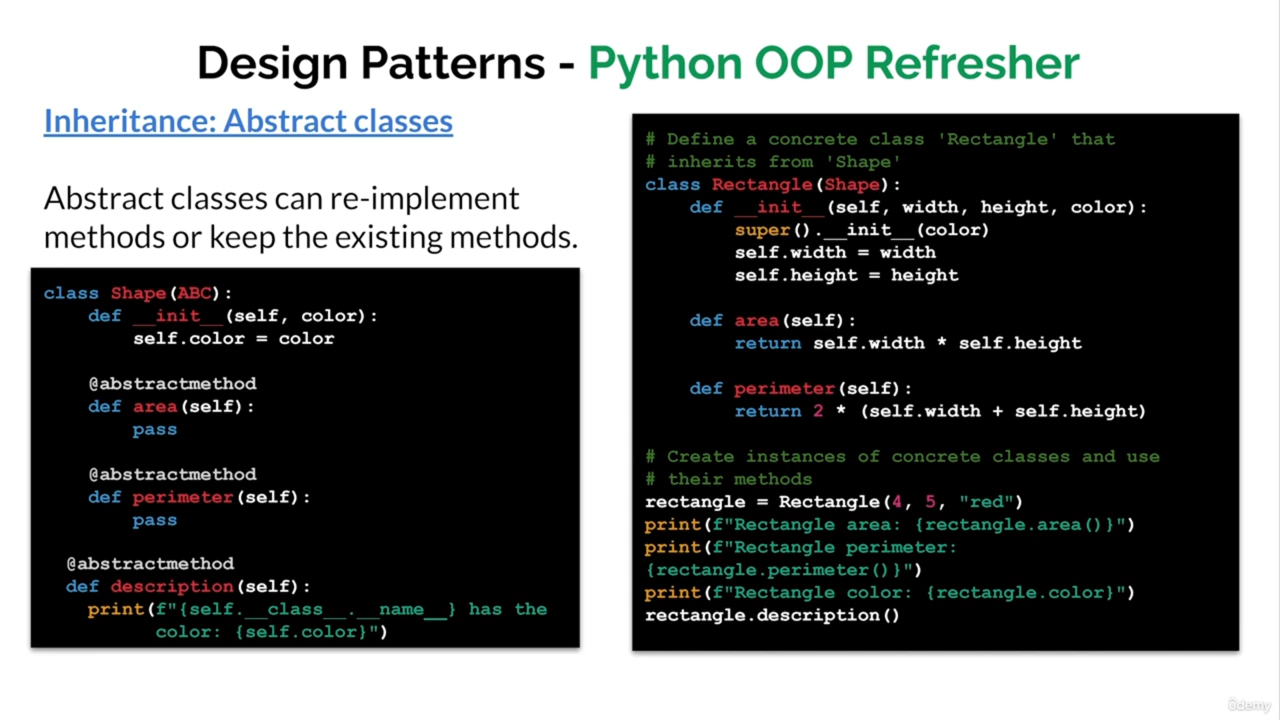 Design Patterns - Python OOP Refresher
Inheritance: Abstract classes
Abstract classes can re-implement
methods or keep the existing methods.
class Shape(ABC):
    def __init__(self, color):
        self.color = color

    @abstractmethod
    def area(self):
        pass

    @abstractmethod
    def perimeter(self):
        pass

  @abstractmethod
  def description(self):
    print(f"{self.__class__.__name__} has the
          color: {self.color}")
# Define a concrete class 'Rectangle' that
# inherits from 'Shape'
class Rectangle(Shape):
    def __init__(self, width, height, color):
        super().__init__(color)
        self.width = width
        self.height = height

    def area(self):
        return self.width * self.height

    def perimeter(self):
        return 2 * (self.width + self.height)

# Create instances of concrete classes and use
# their methods
rectangle = Rectangle(4, 5, "red")
print(f"Rectangle area: {rectangle.area()}")
print(f"Rectangle perimeter:
{rectangle.perimeter()}")
print(f"Rectangle color: {rectangle.color}")
rectangle.description()
ûdemy